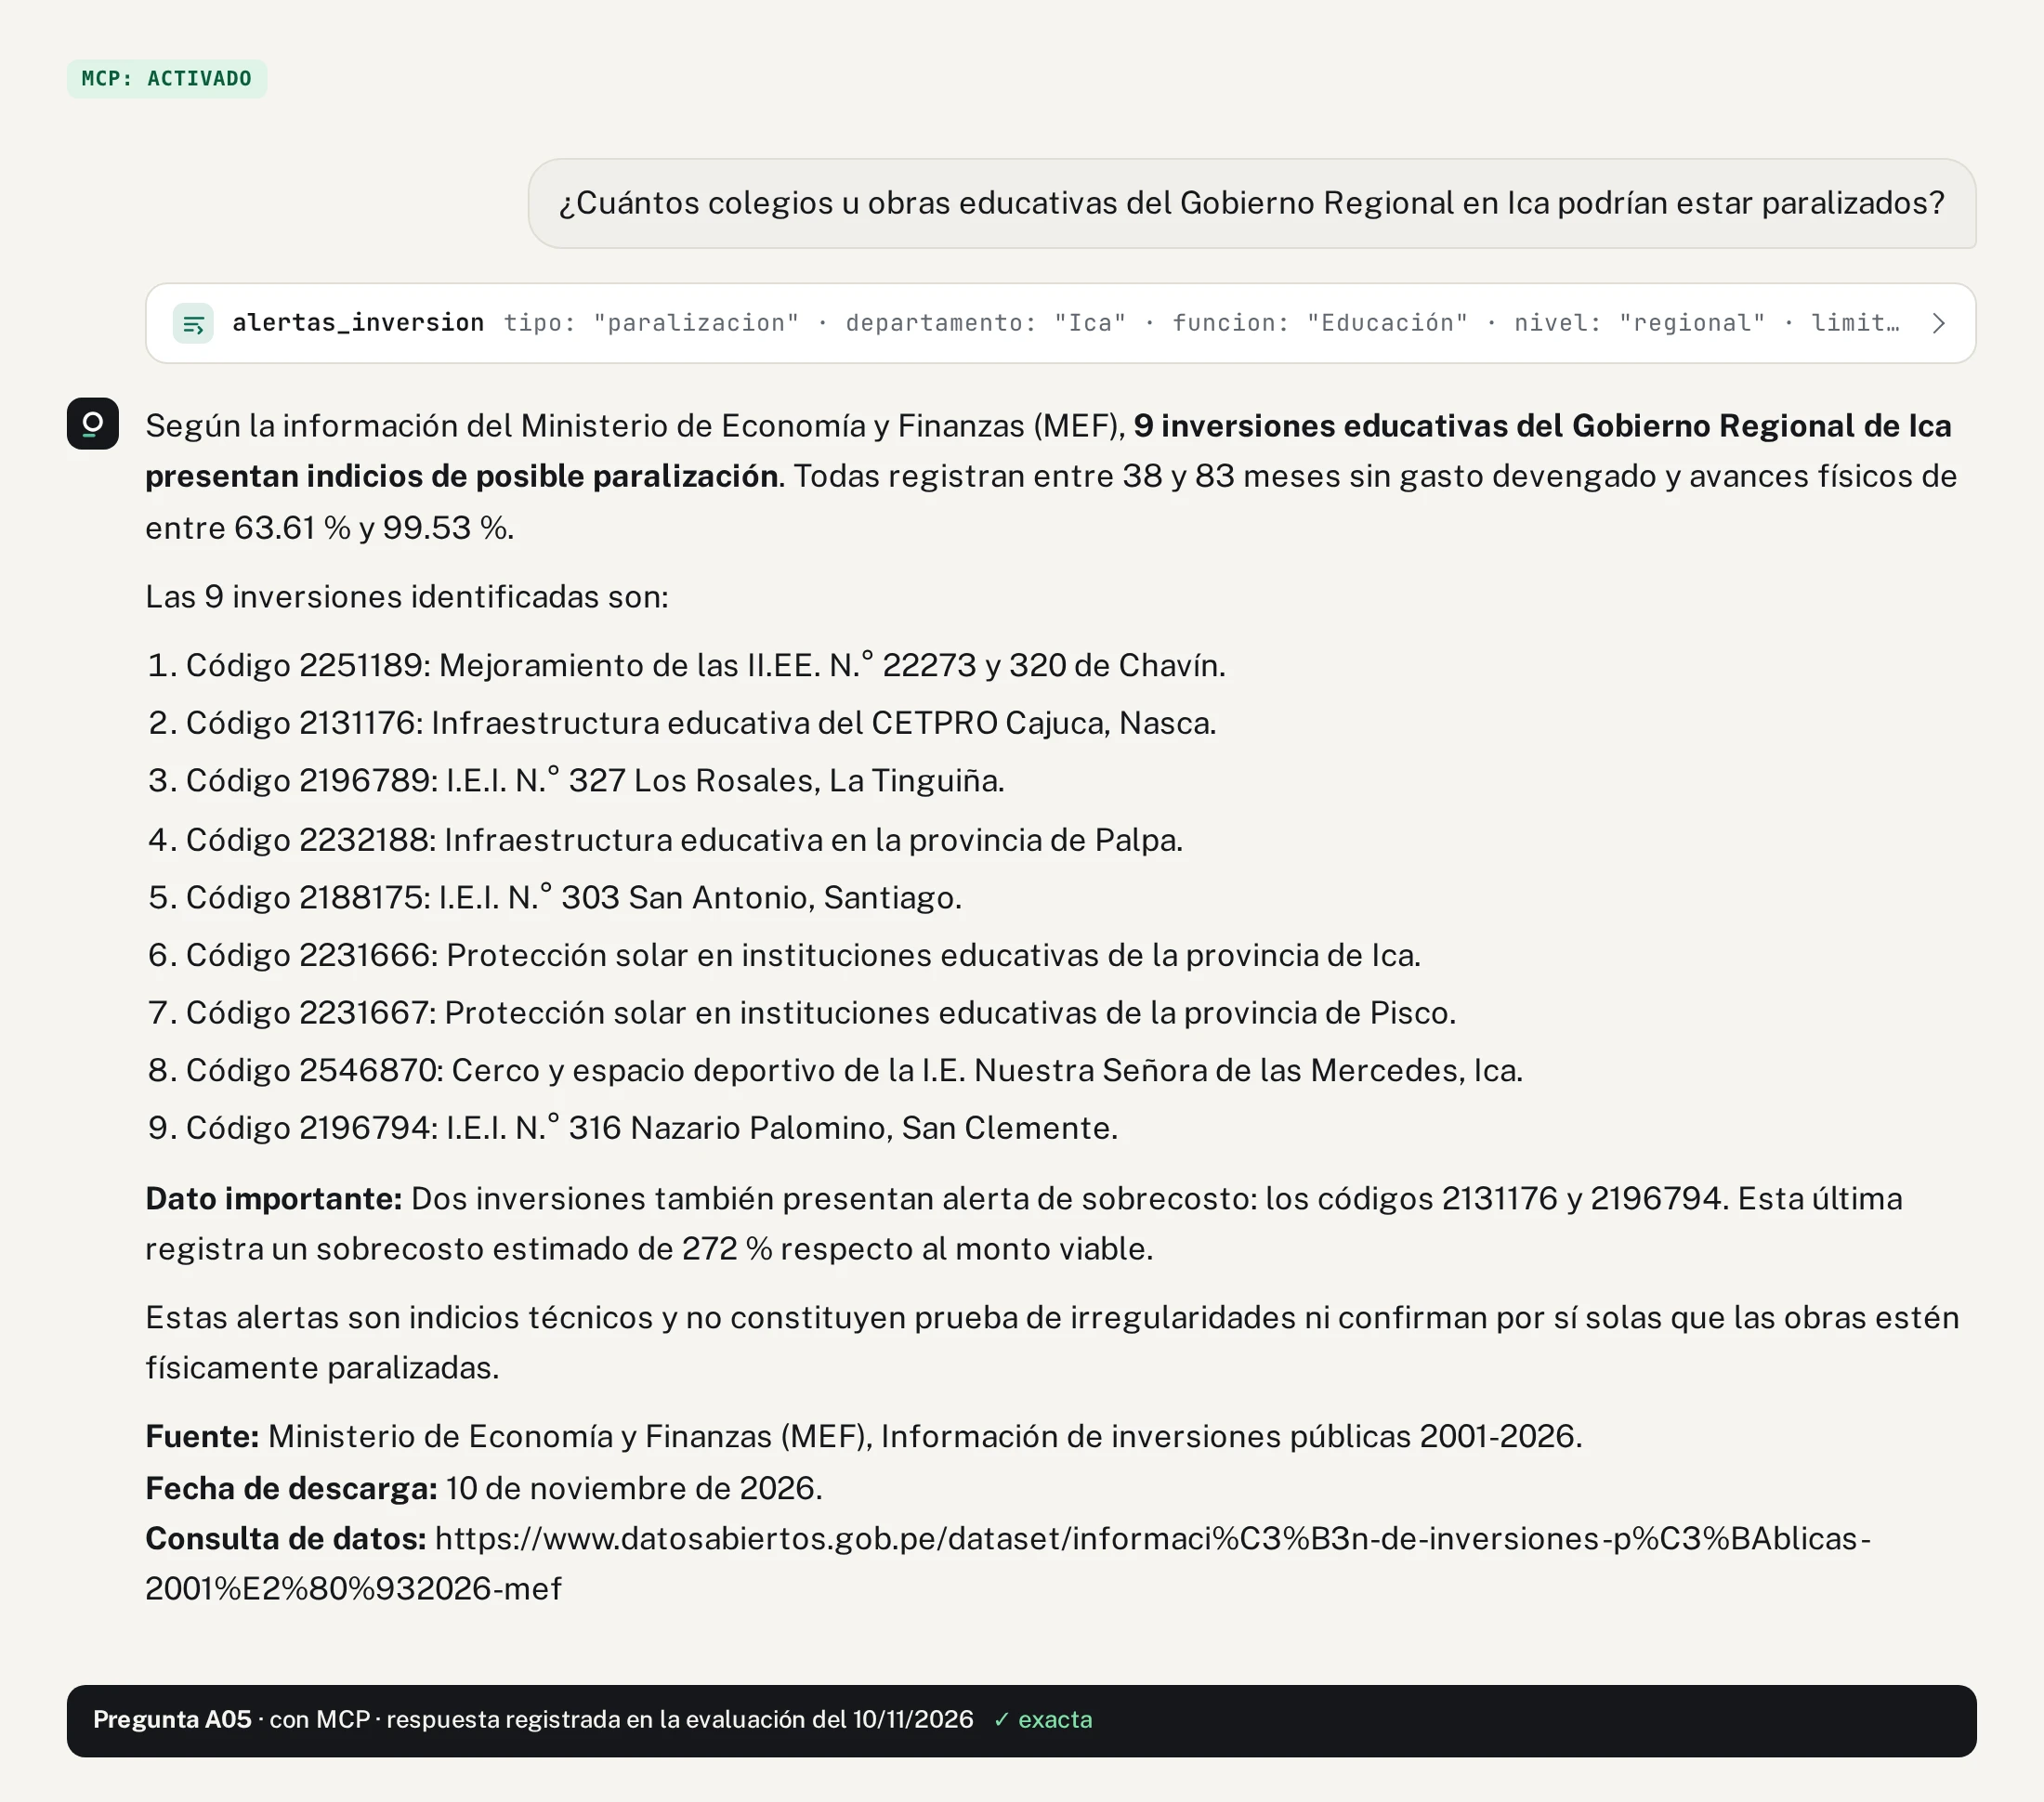 MCP: ACTIVADO
¿Cuántos colegios u obras educativas del Gobierno Regional en Ica podrían estar paralizados?
alertas_inversion tipo: "paralizacion" · departamento: "Ica" · funcion: "Educación" · nivel: "regional" · limit…
Según la información del Ministerio de Economía y Finanzas (MEF), 9 inversiones educativas del Gobierno Regional de Ica
presentan indicios de posible paralización. Todas registran entre 38 y 83 meses sin gasto devengado y avances físicos de
entre 63.61 % y 99.53 %.
Las 9 inversiones identificadas son:
1. Código 2251189: Mejoramiento de las II.EE. N.° 22273 y 320 de Chavín.
2. Código 2131176: Infraestructura educativa del CETPRO Cajuca, Nasca.
3. Código 2196789: I.E.I. N.° 327 Los Rosales, La Tinguiña.
4. Código 2232188: Infraestructura educativa en la provincia de Palpa.
5. Código 2188175: I.E.I. N.° 303 San Antonio, Santiago.
6. Código 2231666: Protección solar en instituciones educativas de la provincia de Ica.
7. Código 2231667: Protección solar en instituciones educativas de la provincia de Pisco.
8. Código 2546870: Cerco y espacio deportivo de la I.E. Nuestra Señora de las Mercedes, Ica.
9. Código 2196794: I.E.I. N.° 316 Nazario Palomino, San Clemente.
Dato importante: Dos inversiones también presentan alerta de sobrecosto: los códigos 2131176 y 2196794. Esta última
registra un sobrecosto estimado de 272 % respecto al monto viable.
Estas alertas son indicios técnicos y no constituyen prueba de irregularidades ni confirman por sí solas que las obras estén
físicamente paralizadas.
Fuente: Ministerio de Economía y Finanzas (MEF), Información de inversiones públicas 2001-2026.
Fecha de descarga: 10 de noviembre de 2026.
Consulta de datos: https://www.datosabiertos.gob.pe/dataset/informaci%C3%B3n-de-inversiones-p%C3%BAblicas-
2001%E2%80%932026-mef
Pregunta A05 · con MCP · respuesta registrada en la evaluación del 10/11/2026 ✓ exacta